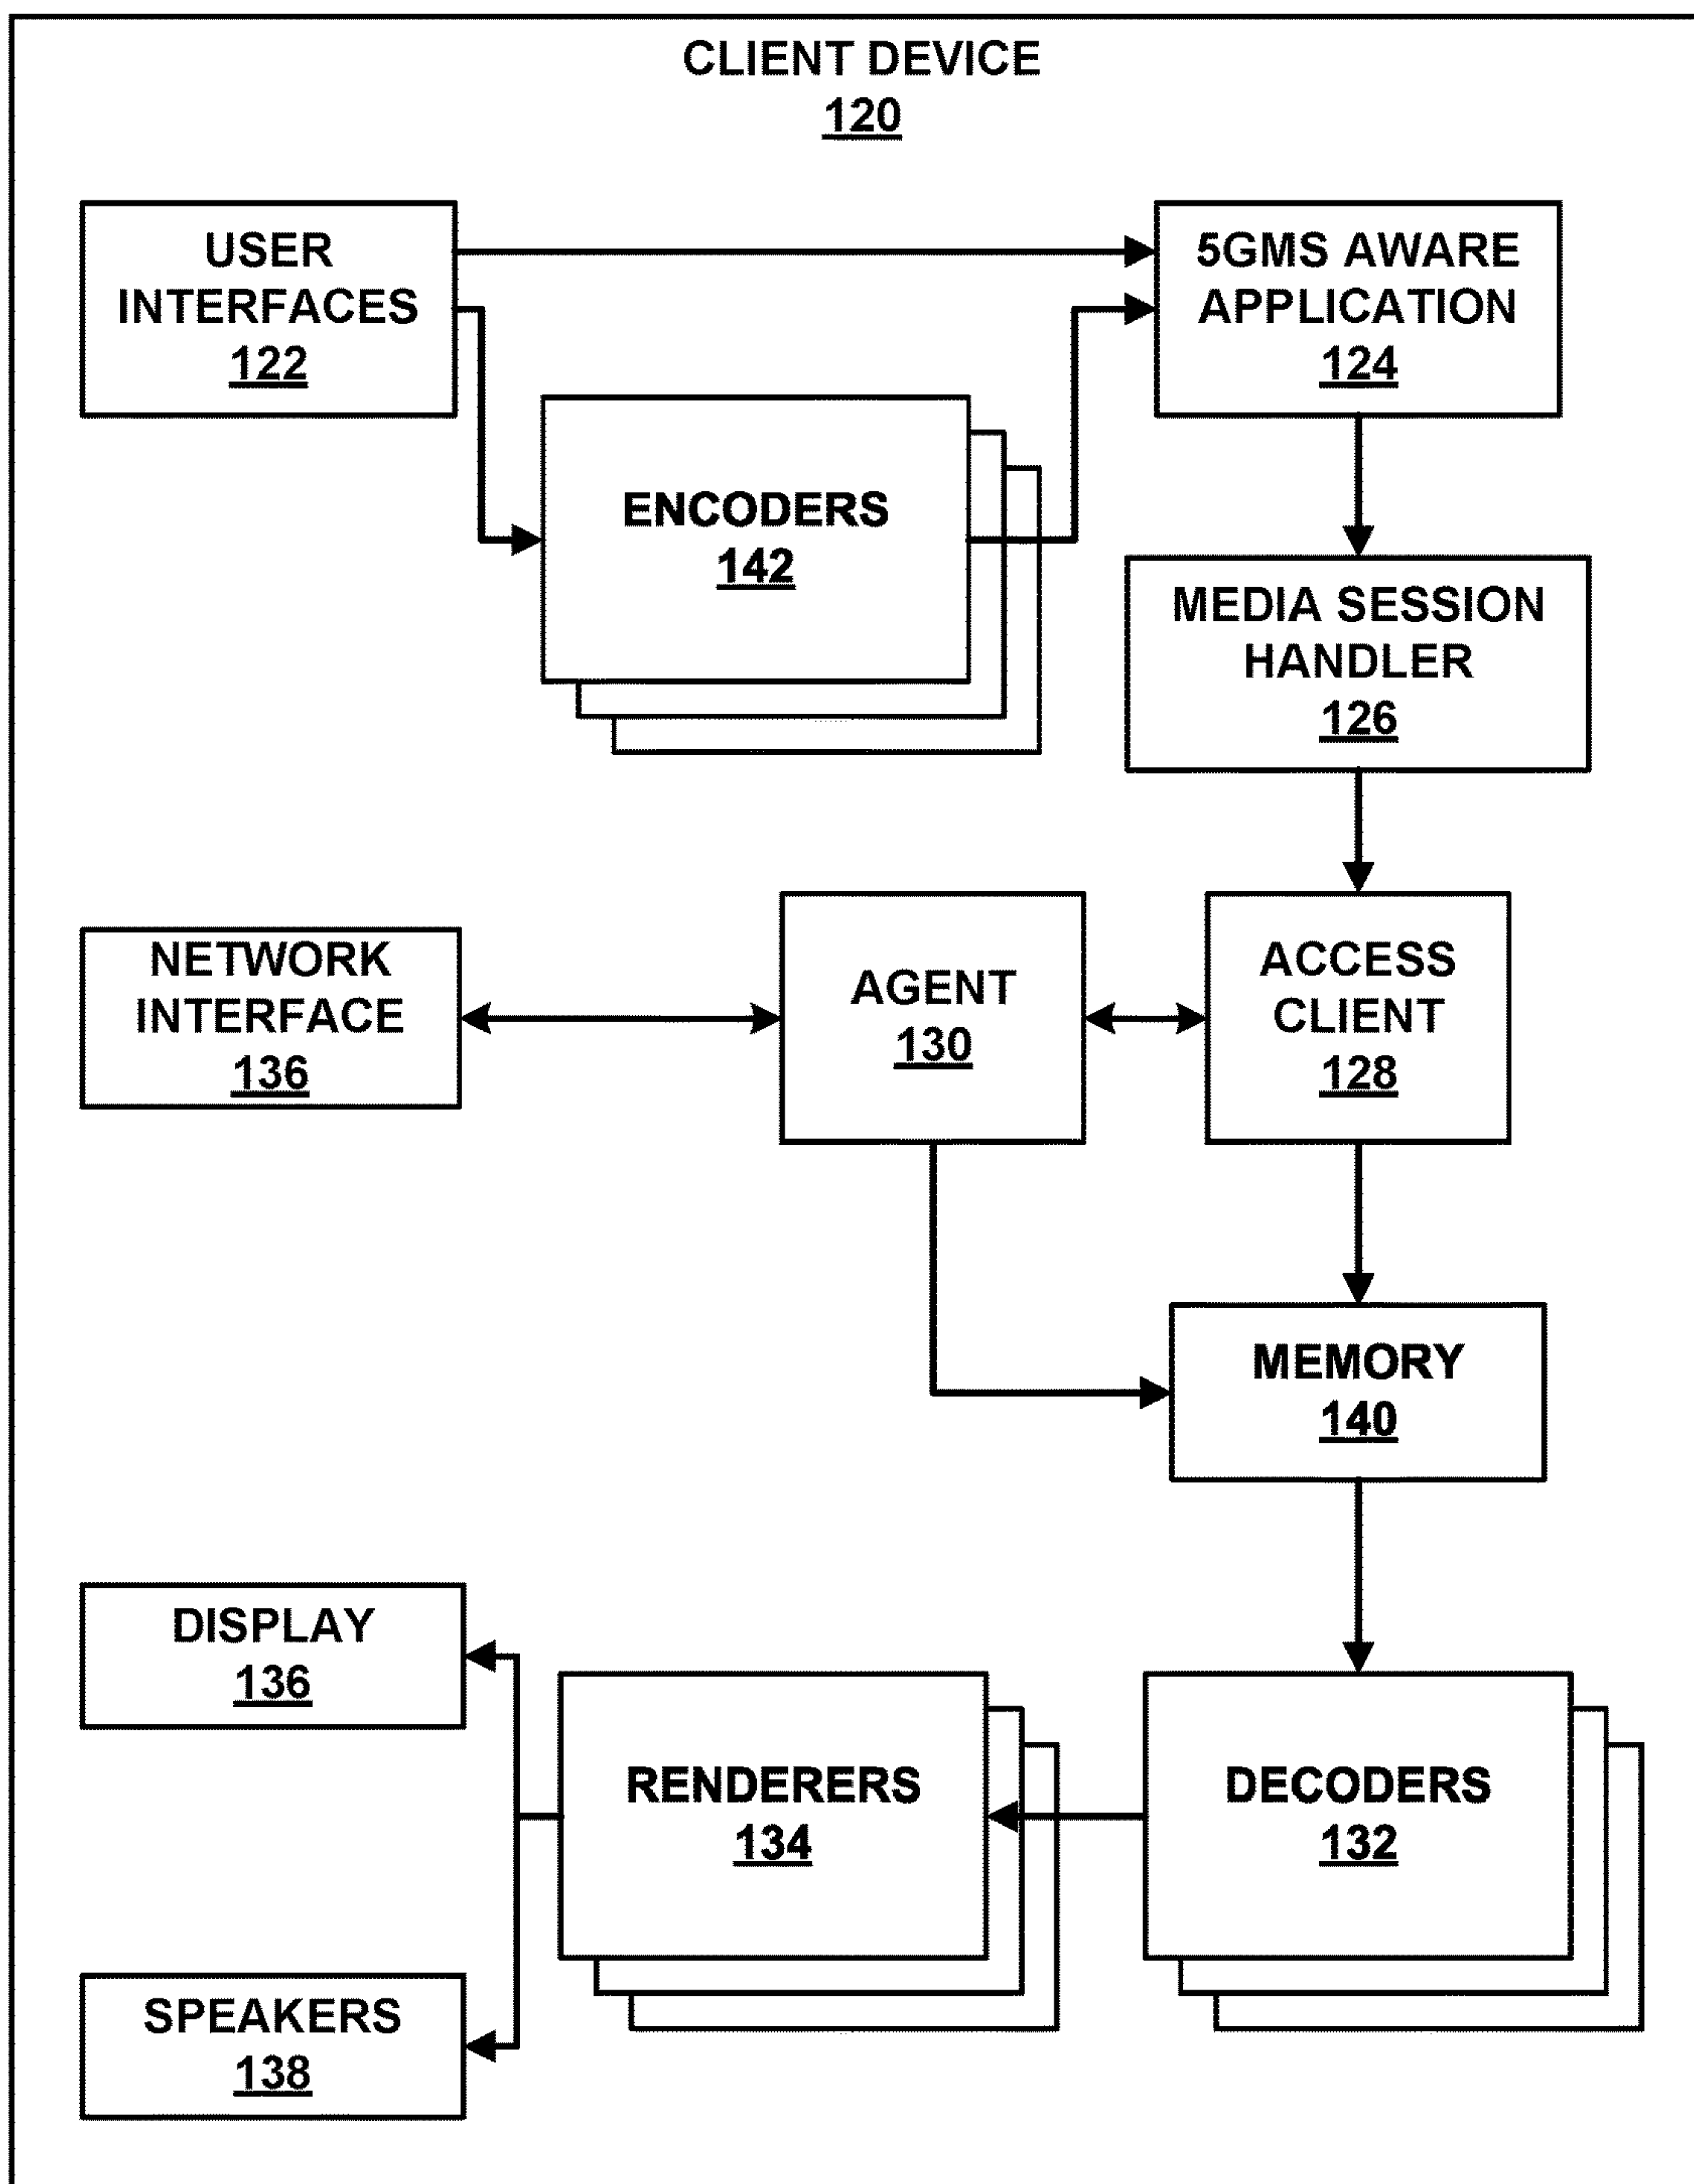 CLIENT DEVICE
120
USER
INTERFACES
122
5GMS AWARE
APPLICATION
124
ENCODERS
142
MEDIA SESSION
HANDLER
126
NETWORK
INTERFACE
136
AGENT
130
ACCESS
CLIENT
128
MEMORY
140
DISPLAY
136
RENDERERS
134
DECODERS
132
SPEAKERS
138